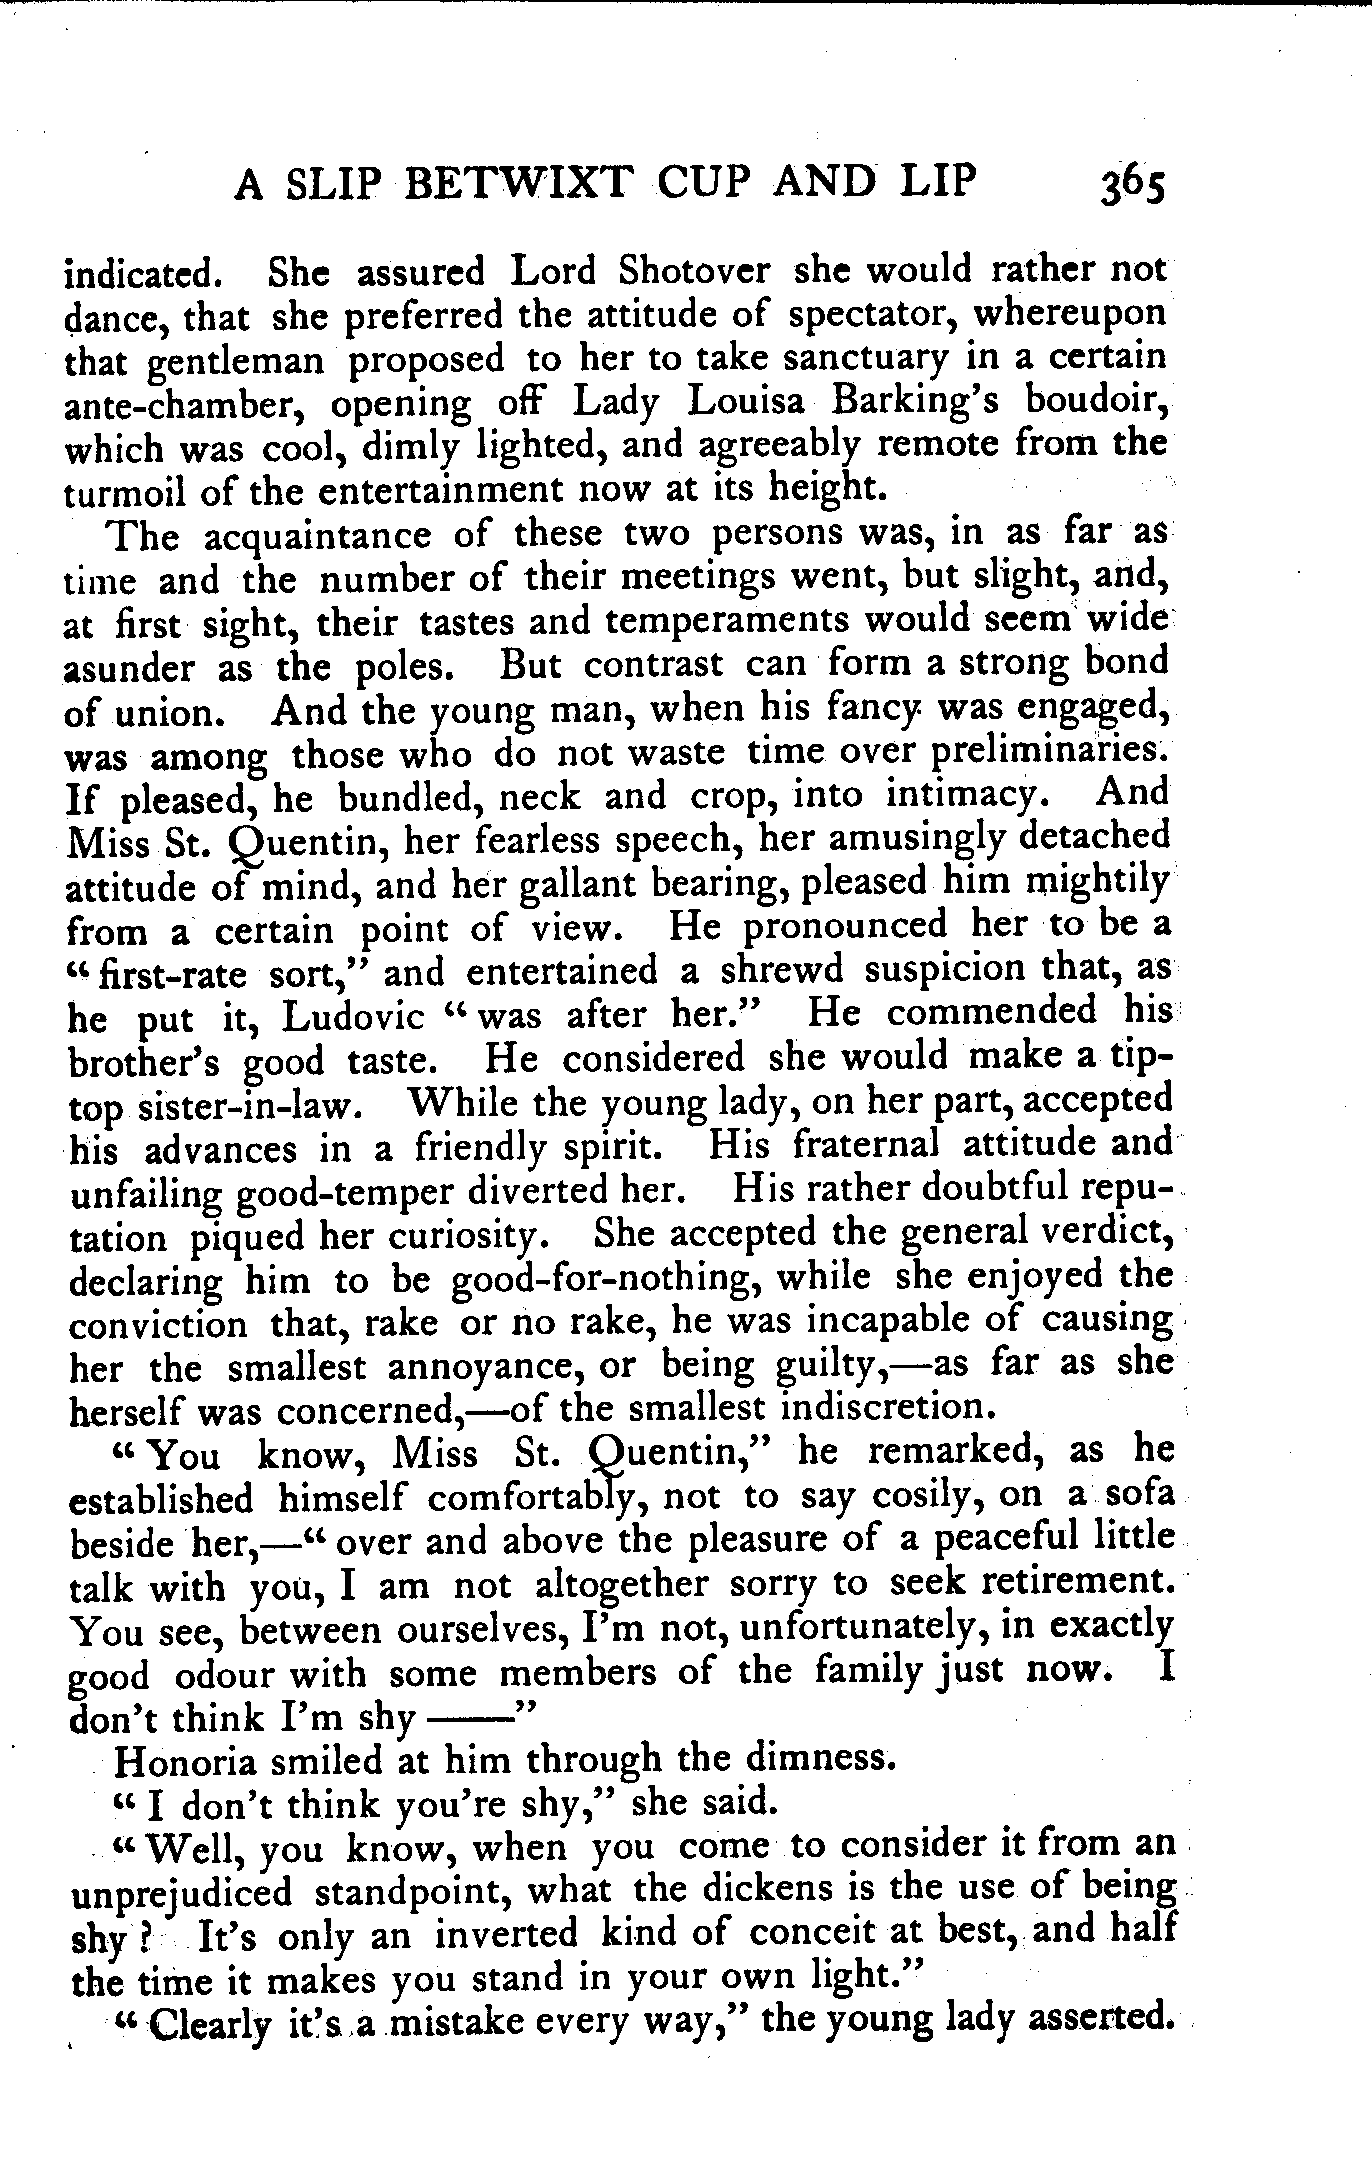 A SLIP BETWIXT CUP AND LIP 365
indicated. She assured Lord Shotover she would rather not
dance, that she preferred the attitude of spectator, whereupon
that gentleman proposed to her to take sanctuary in a certain
ante-chamber, opening off Lady Louisa Barking's boudoir,
which was cool, dimly lighted, and agreeably remote from the
turmoil of the entertainment now at its height.
The acquaintance of these two persons was, in as far as
time and the number of their meetings went, but slight, and,
at first sight, their tastes and temperaments would seem wide
asunder as the poles. But contrast can form a strong bond
of union. And the young man, when his fancy was engaged,
was among those who do not waste time over preliminaries.
If pleased, he bundled, neck and crop, into intimacy. And
Miss St. Quentin, her fearless speech, her amusingly detached
attitude of mind, and her gallant bearing, pleased him mightily
from a certain point of view. He pronounced her to be a
“first-rate sort,” and entertained a shrewd suspicion that, as
he put it, Ludovic “was after her.” He commended his
brother's good taste. He considered she would make a tip-
top sister-in-law. While the young lady, on her part, accepted
his advances in a friendly spirit. His fraternal attitude and
unfailing good-temper diverted her. His rather doubtful repu-
tation piqued her curiosity. She accepted the general verdict,
declaring him to be good-for-nothing, while she enjoyed the
conviction that, rake or no rake, he was incapable of causing
her the smallest annoyance, or being guilty,—as far as she
herself was concerned,—of the smallest indiscretion.
“You know, Miss St. Quentin,” he remarked, as he
established himself comfortably, not to say cosily, on a sofa
beside her,—“over and above the pleasure of a peaceful little
talk with you, I am not altogether sorry to seek retirement.
You see, between ourselves, I'm not, unfortunately, in exactly
good odour with some members of the family just now. I
don't think I'm shy ——”
Honoria smiled at him through the dimness.
“I don't think you're shy,” she said.
“Well, you know, when you come to consider it from an
unprejudiced standpoint, what the dickens is the use of being
shy? It's only an inverted kind of conceit at best, and half
the time it makes you stand in your own light.”
“Clearly it's a mistake every way,” the young lady asserted.